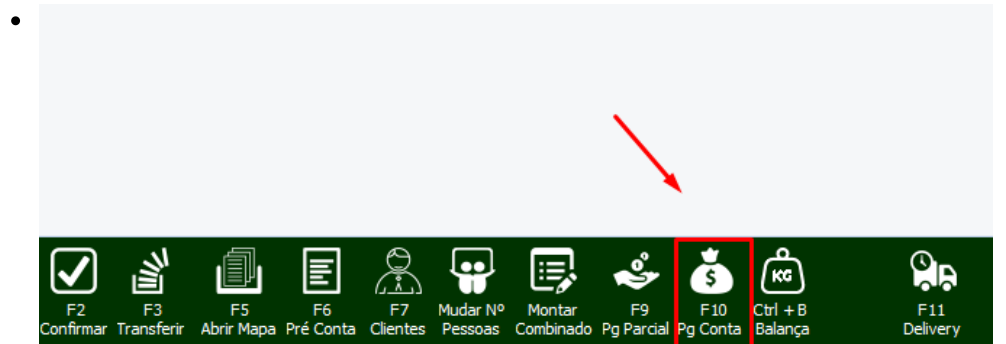 F2
Confirmar
F3
Transferir
F5
Abrir Mapa
F6
Pré Conta
F7
Clientes
Mudar Nº
Pessoas
Montar
Combinado
F9
Pg Parcial
$
F10
Pg Conta
KG
Ctrl + B
Balança
F11
Delivery